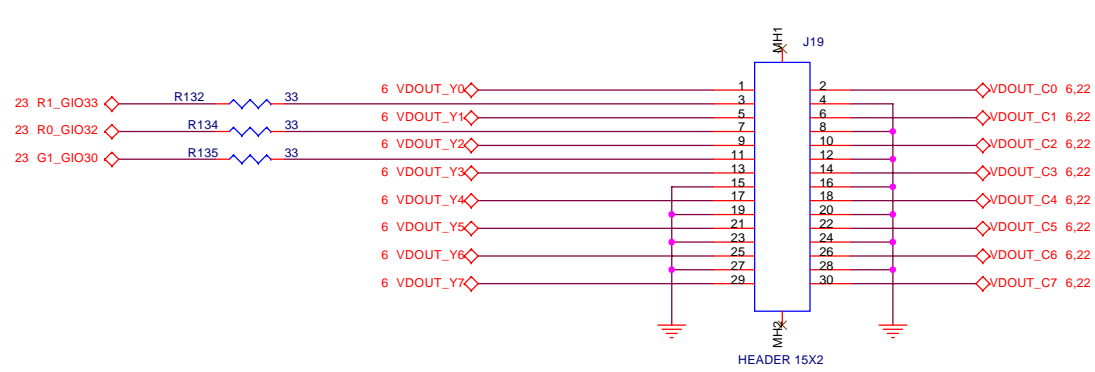 MH1
J19
6 VDOUT_Y0 1 2 VDOUT_C0 6,22
23 R1_GIO33 R132 33 3 4
6 VDOUT_Y1 5 6 VDOUT_C1 6,22
23 R0_GIO32 R134 33 7 8
6 VDOUT_Y2 9 10 VDOUT_C2 6,22
23 G1_GIO30 R135 33 11 12
6 VDOUT_Y3 13 14 VDOUT_C3 6,22
15 16
6 VDOUT_Y4 17 18 VDOUT_C4 6,22
19 20
6 VDOUT_Y5 21 22 VDOUT_C5 6,22
23 24
6 VDOUT_Y6 25 26 VDOUT_C6 6,22
27 28
6 VDOUT_Y7 29 30 VDOUT_C7 6,22
MH2
HEADER 15X2